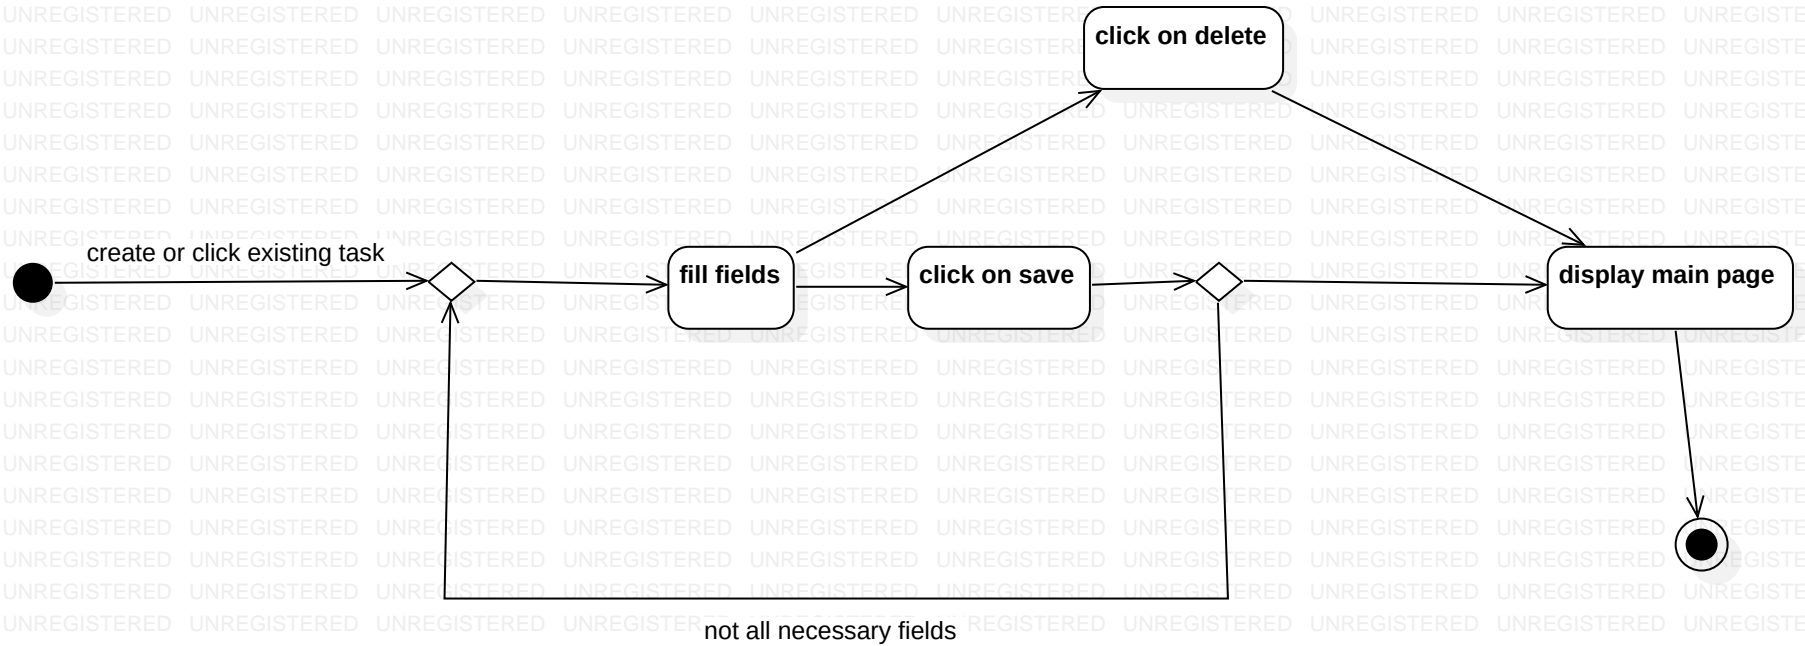 click on delete
create or click existing task
fill fields
click on save
display main page
not all necessary fields
UNREGISTERED